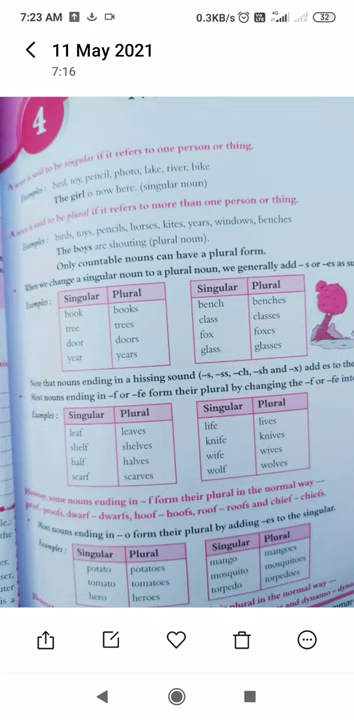 7:23 AM
0.3KB/s
4G
32
11 May 2021
7:16
4
A noun is said to be singular if it refers to one person or thing.
Examples : bird, toy, pencil, photo, lake, river, bike
The girl is now here. (singular noun)
A noun is said to be plural if it refers to more than one person or thing.
Examples : birds, toys, pencils, horses, kites, years, windows, benches
The boys are shouting (plural noun).
Only countable nouns can have a plural form.
When we change a singular noun to a plural noun, we generally add – s or –es as su
Examples : Singular Plural Singular Plural
book books bench benches
tree trees class classes
door doors fox foxes
year years glass glasses
Note that nouns ending in a hissing sound (–s, –ss, –ch, –sh and –x) add es to the
Most nouns ending in –f or –fe form their plural by changing the –f or –fe into
Examples : Singular Plural Singular Plural
leaf leaves life lives
shelf shelves knife knives
half halves wife wives
scarf scarves wolf wolves
However, some nouns ending in – f form their plural in the normal way —
proof – proofs, dwarf – dwarfs, hoof – hoofs, roof – roofs and chief – chiefs.
Most nouns ending in – o form their plural by adding –es to the singular.
Examples : Singular Plural Singular Plural
potato potatoes mango mangoes
tomato tomatoes mosquito mosquitoes
hero heroes torpedo torpedoes
plural in the normal way —
and dynamo – dyna